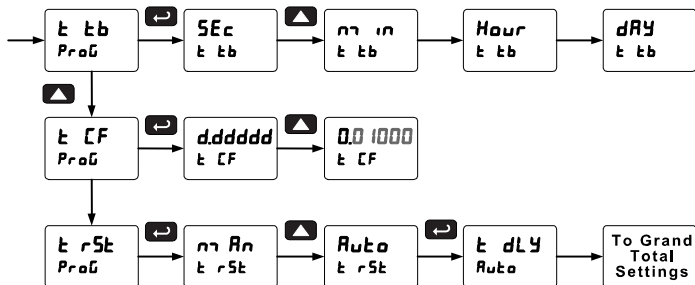 t tb
SEc
min
Hour
dAY
ProG
t tb
t tb
t tb
t tb
t CF
d.ddddd
0.01000
ProG
t CF
t CF
t rSt
mAn
Auto
t dLY
ProG
t rSt
t rSt
Auto
To Grand
Total
Settings